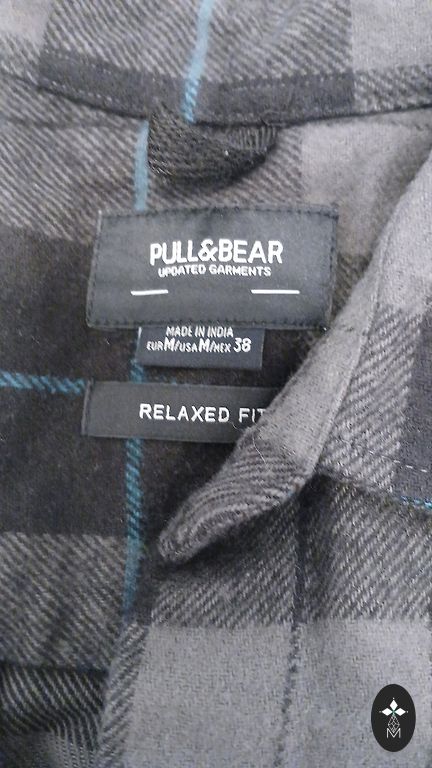 PULL&BEAR
UPDATED GARMENTS
MADE IN INDIA
EUR M/USA M/MEX 38
RELAXED FIT
M